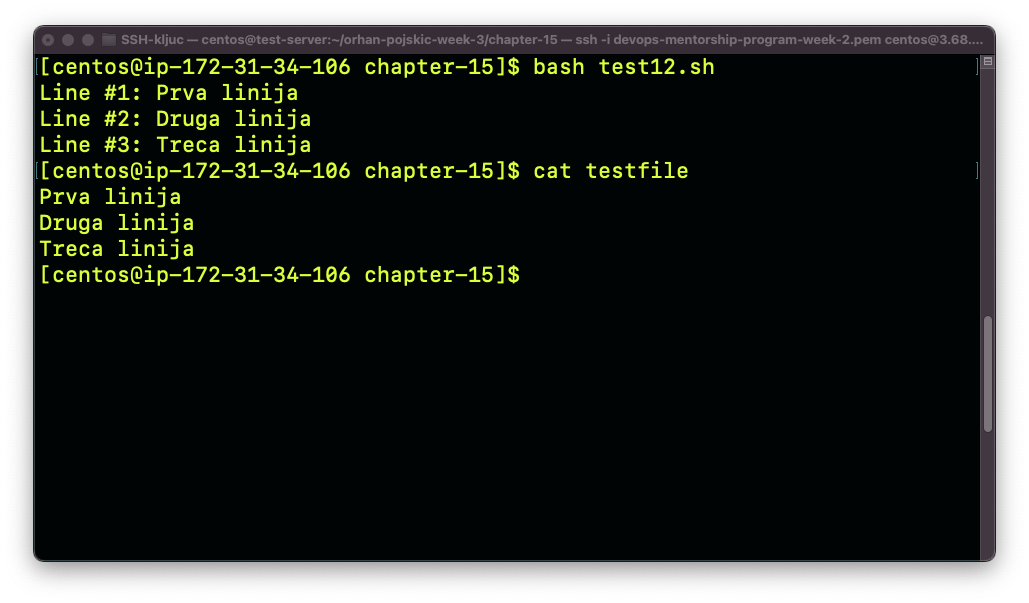 SSH-kljuc — centos@test-server:~/orhan-pojskic-week-3/chapter-15 — ssh -i devops-mentorship-program-week-2.pem centos@3.68....
[centos@ip-172-31-34-106 chapter-15]$ bash test12.sh
Line #1: Prva linija
Line #2: Druga linija
Line #3: Treca linija
[centos@ip-172-31-34-106 chapter-15]$ cat testfile
Prva linija
Druga linija
Treca linija
[centos@ip-172-31-34-106 chapter-15]$